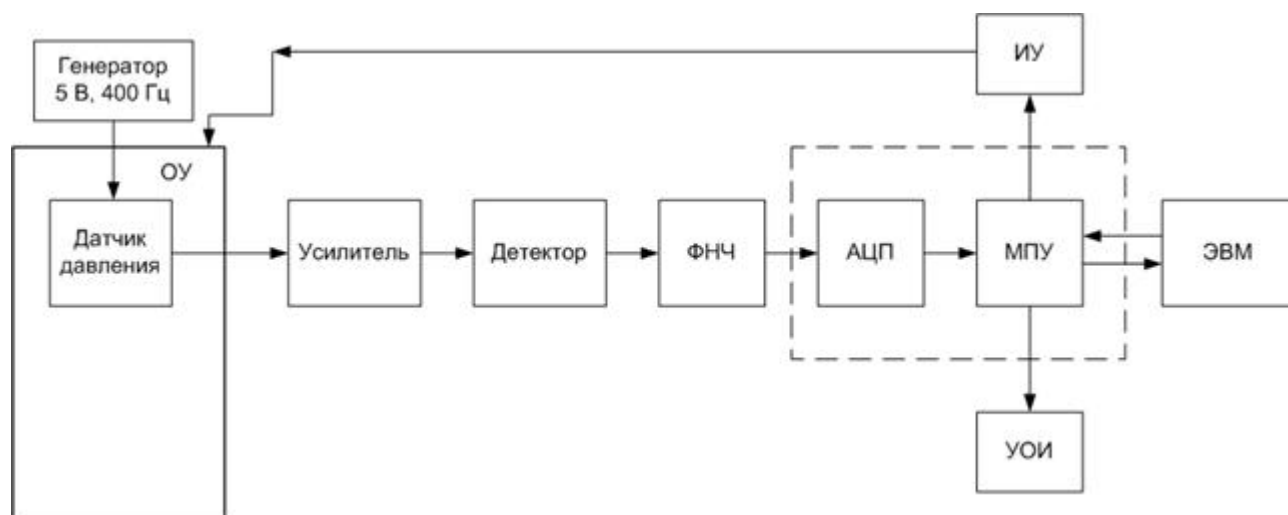 ИУ
Генератор
5 В, 400 Гц
ОУ
Датчик
давления
Усилитель
Детектор
ФНЧ
АЦП
МПУ
ЭВМ
УОИ